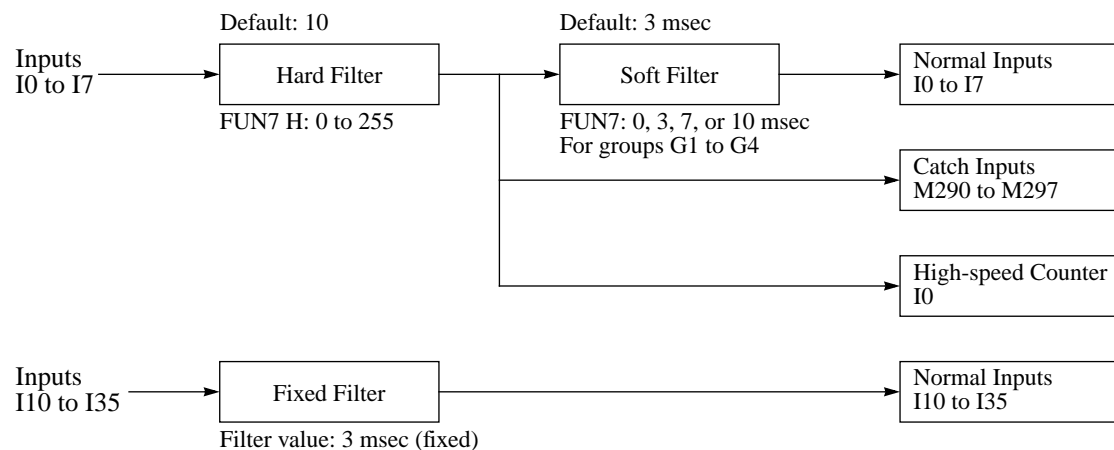 Default: 10
Default: 3 msec
Inputs
I0 to I7
Hard Filter
Soft Filter
Normal Inputs
I0 to I7
FUN7 H: 0 to 255
FUN7: 0, 3, 7, or 10 msec
For groups G1 to G4
Catch Inputs
M290 to M297
High-speed Counter
I0
Inputs
I10 to I35
Fixed Filter
Normal Inputs
I10 to I35
Filter value: 3 msec (fixed)